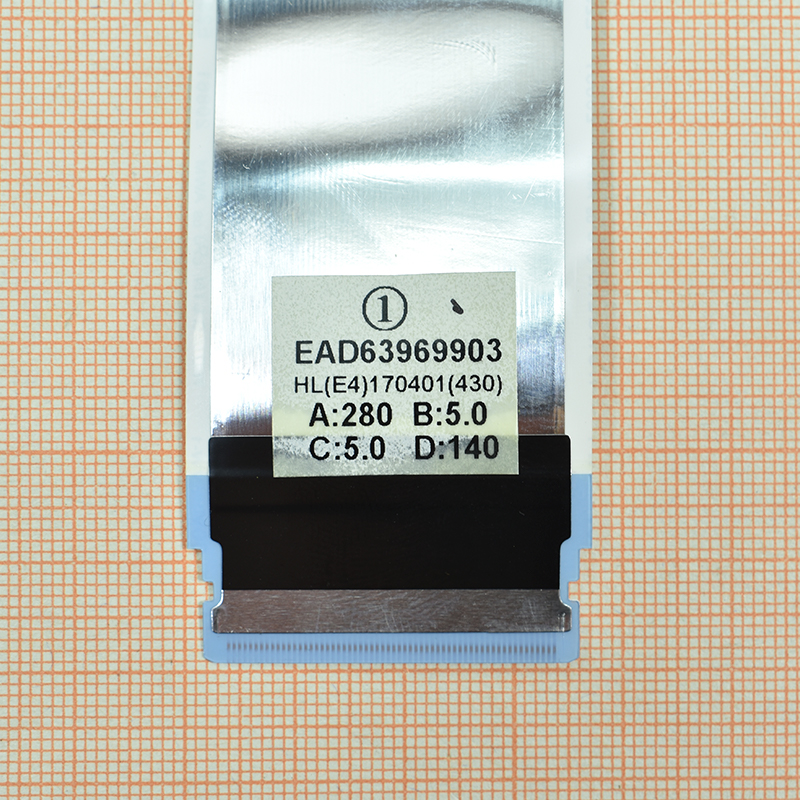 ①
EAD63969903
HL(E4)170401(430)
A:280 B:5.0
C:5.0 D:140